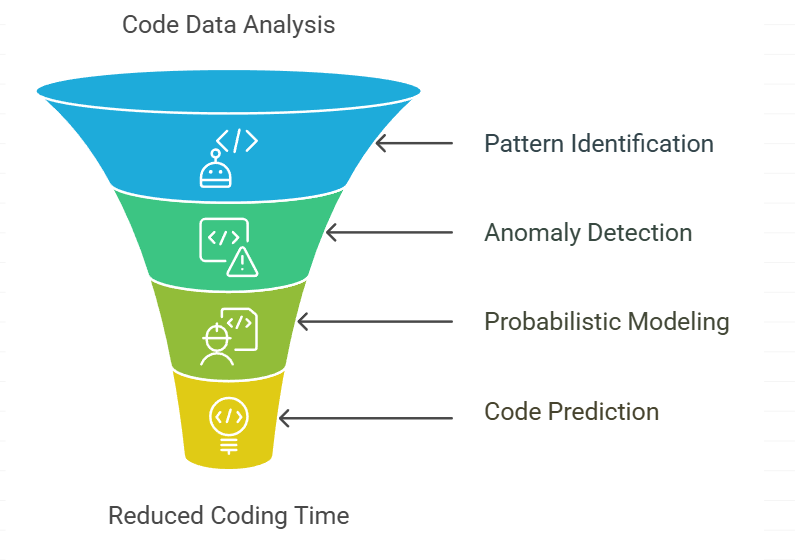 Code Data Analysis
Pattern Identification
Anomaly Detection
Probabilistic Modeling
Code Prediction
Reduced Coding Time